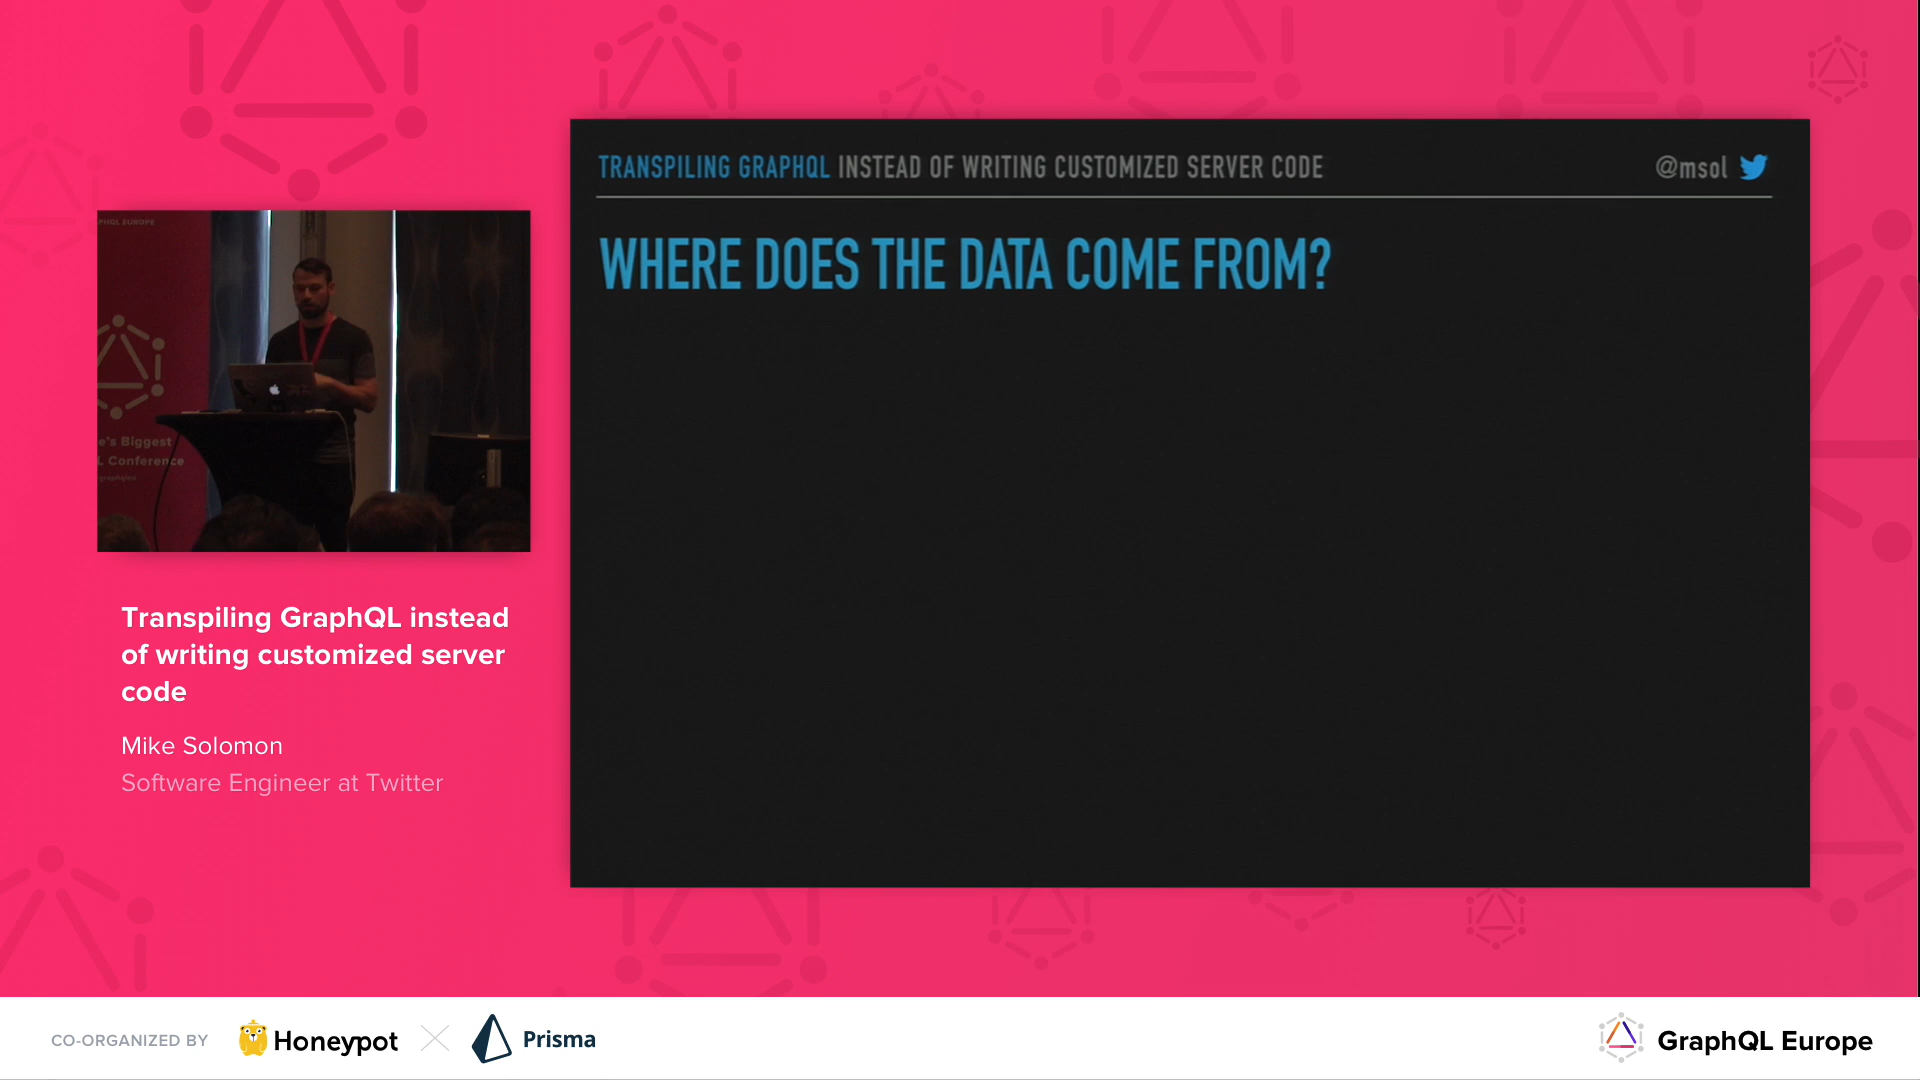 TRANSPILING GRAPHQL INSTEAD OF WRITING CUSTOMIZED SERVER CODE
@msol
WHERE DOES THE DATA COME FROM?
PHQL EUROPE
e's Biggest
L Conference
Transpiling GraphQL instead
of writing customized server
code
Mike Solomon
Software Engineer at Twitter
CO-ORGANIZED BY
Honeypot
Prisma
GraphQL Europe